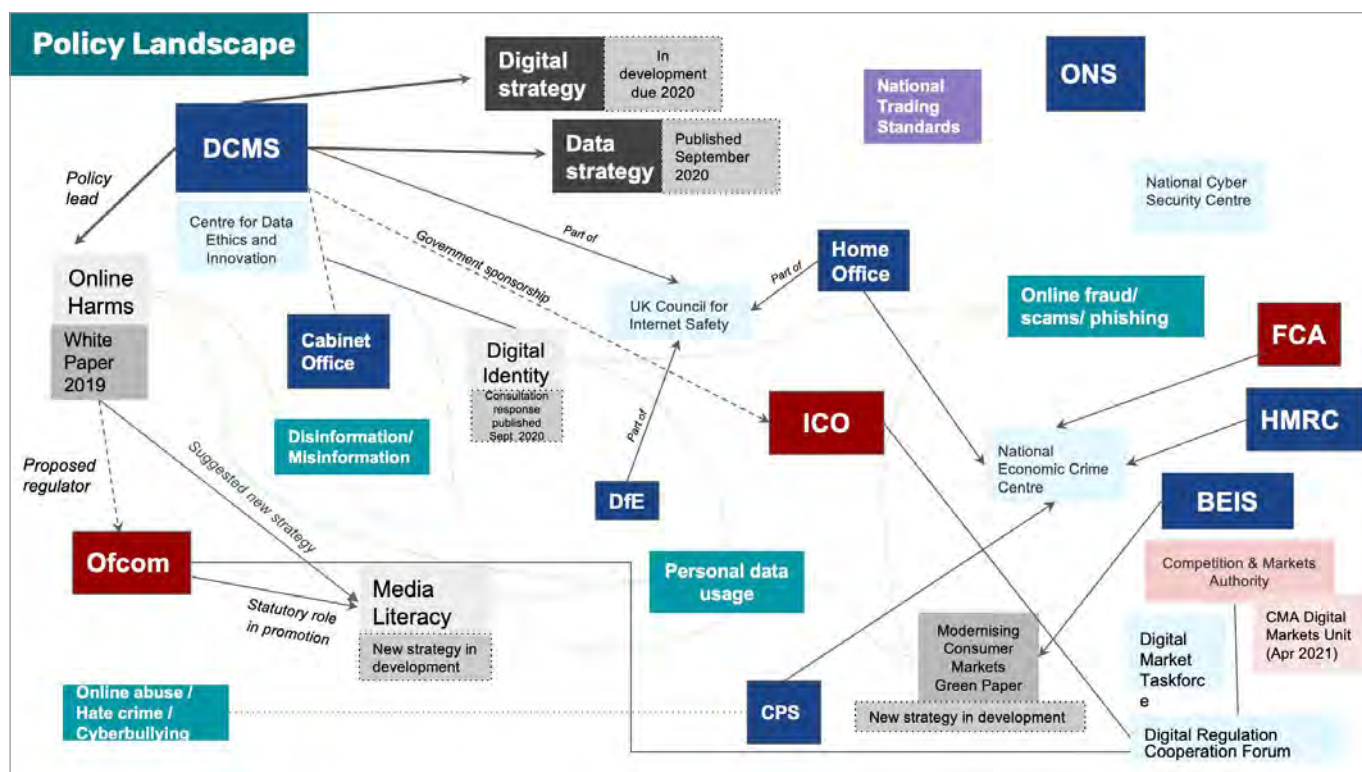 Policy Landscape
Digital
strategy
In
development
due 2020
National
Trading
Standards
ONS
DCMS
Data
strategy
Published
September
2020
Policy
lead
Centre for Data
Ethics and
Innovation
Part of
Government sponsorship
National Cyber
Security Centre
Home
Office
Part of
Online
Harms
White
Paper
2019
Cabinet
Office
UK Council for
Internet Safety
Online fraud/
scams/ phishing
FCA
Digital
Identity
Consultation
response
published
Sept. 2020
ICO
HMRC
Disinformation/
Misinformation
Part of
National
Economic Crime
Centre
Proposed
regulator
Suggested new strategy
DfE
BEIS
Ofcom
Statutory role
in promotion
Media
Literacy
New strategy in
development
Personal data
usage
Competition & Markets
Authority
CMA Digital
Markets Unit
(Apr 2021)
Modernising
Consumer
Markets
Green Paper
New strategy in development
Digital
Market
Taskforc
e
Online abuse /
Hate crime /
Cyberbullying
CPS
Digital Regulation
Cooperation Forum